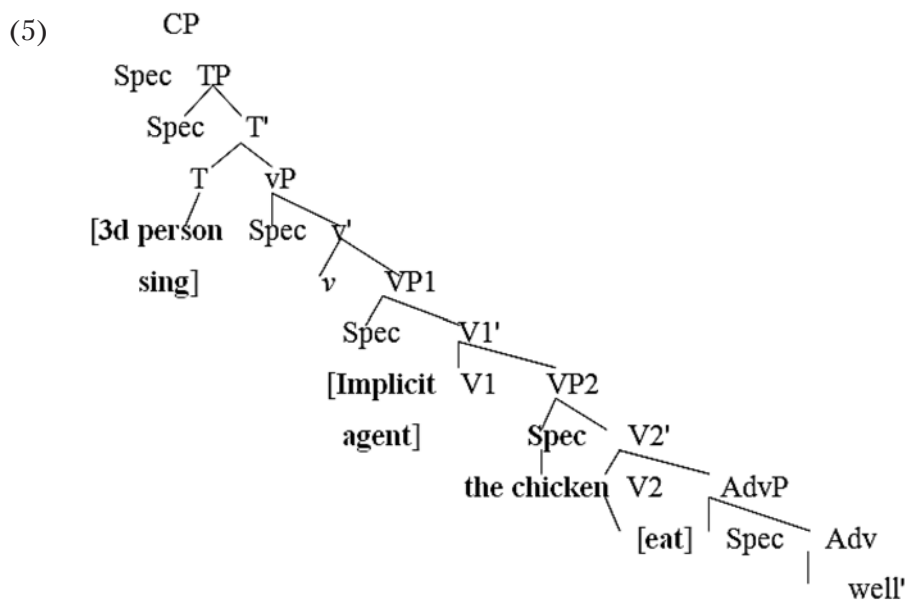 (5) CP
Spec TP
Spec T'
T vP
[3d person Spec v'
sing] v VP1
Spec V1'
[Implicit V1 VP2
agent] Spec V2'
the chicken V2 AdvP
[eat] Spec Adv
well'